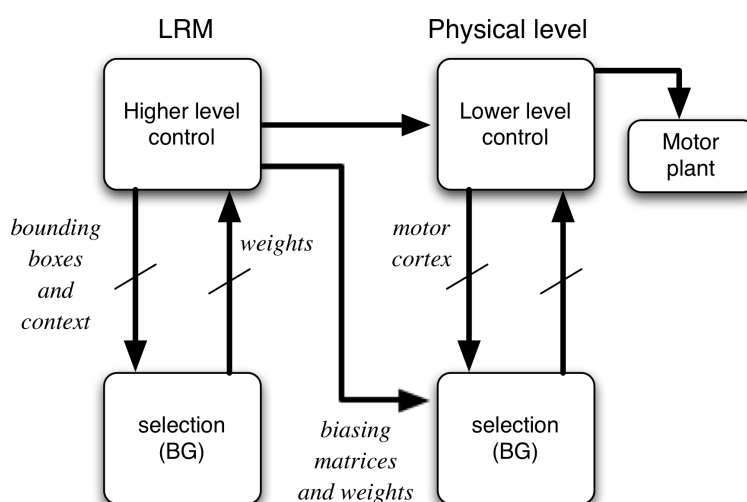 LRM
Physical level
Higher level
control
Lower level
control
Motor
plant
bounding
boxes
and
context
weights
motor
cortex
selection
(BG)
biasing
matrices
and weights
selection
(BG)